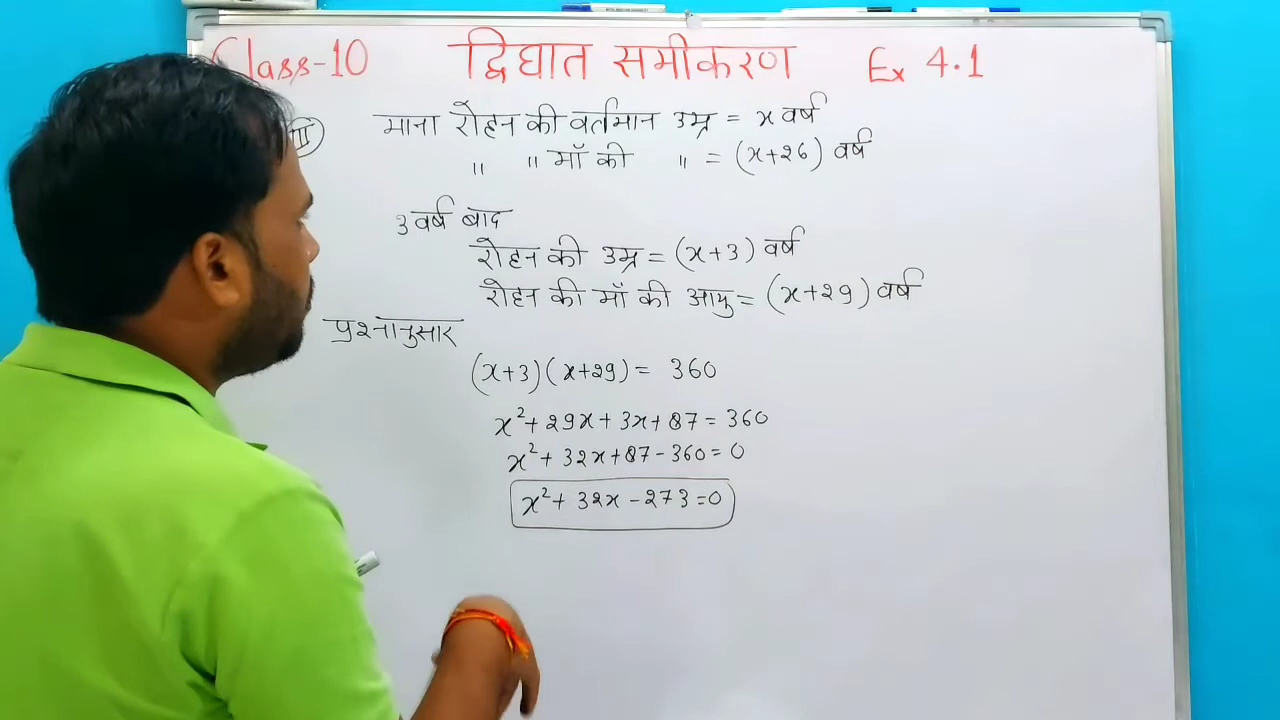 Class-10 द्विघात समीकरण Ex 4.1
III माना रोहन की वर्तमान उम्र = x वर्ष
,, ,, माँ की ,, = (x+26) वर्ष
3 वर्ष बाद
रोहन की उम्र = (x+3) वर्ष
रोहन की माँ की आयु = (x+29) वर्ष
प्रश्नानुसार
(x+3)(x+29) = 360
x²+29x+3x+87=360
x²+32x+87-360=0
x²+32x-273=0